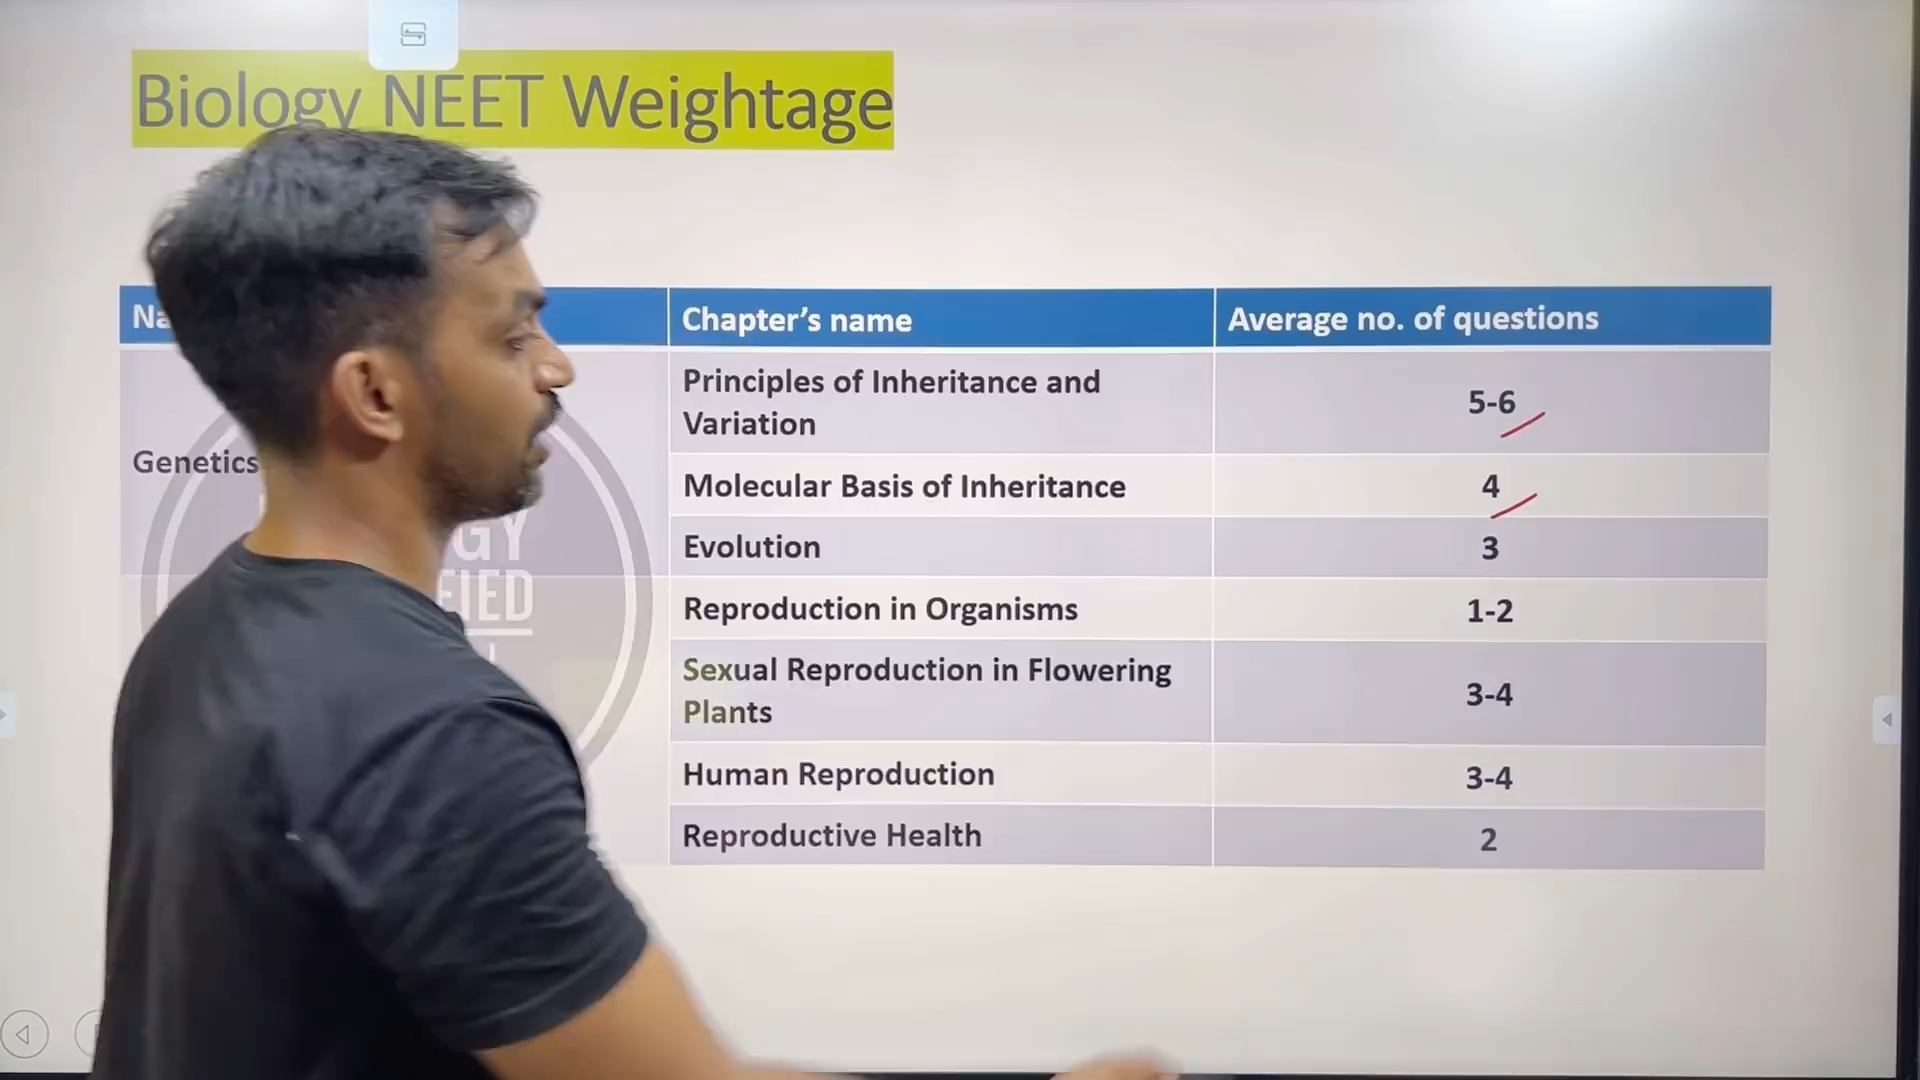 Biology NEET Weightage
Chapter’s name
Average no. of questions
Genetics
Principles of Inheritance and
Variation
5-6
Molecular Basis of Inheritance
4
Evolution
3
Reproduction in Organisms
1-2
Sexual Reproduction in Flowering
Plants
3-4
Human Reproduction
3-4
Reproductive Health
2